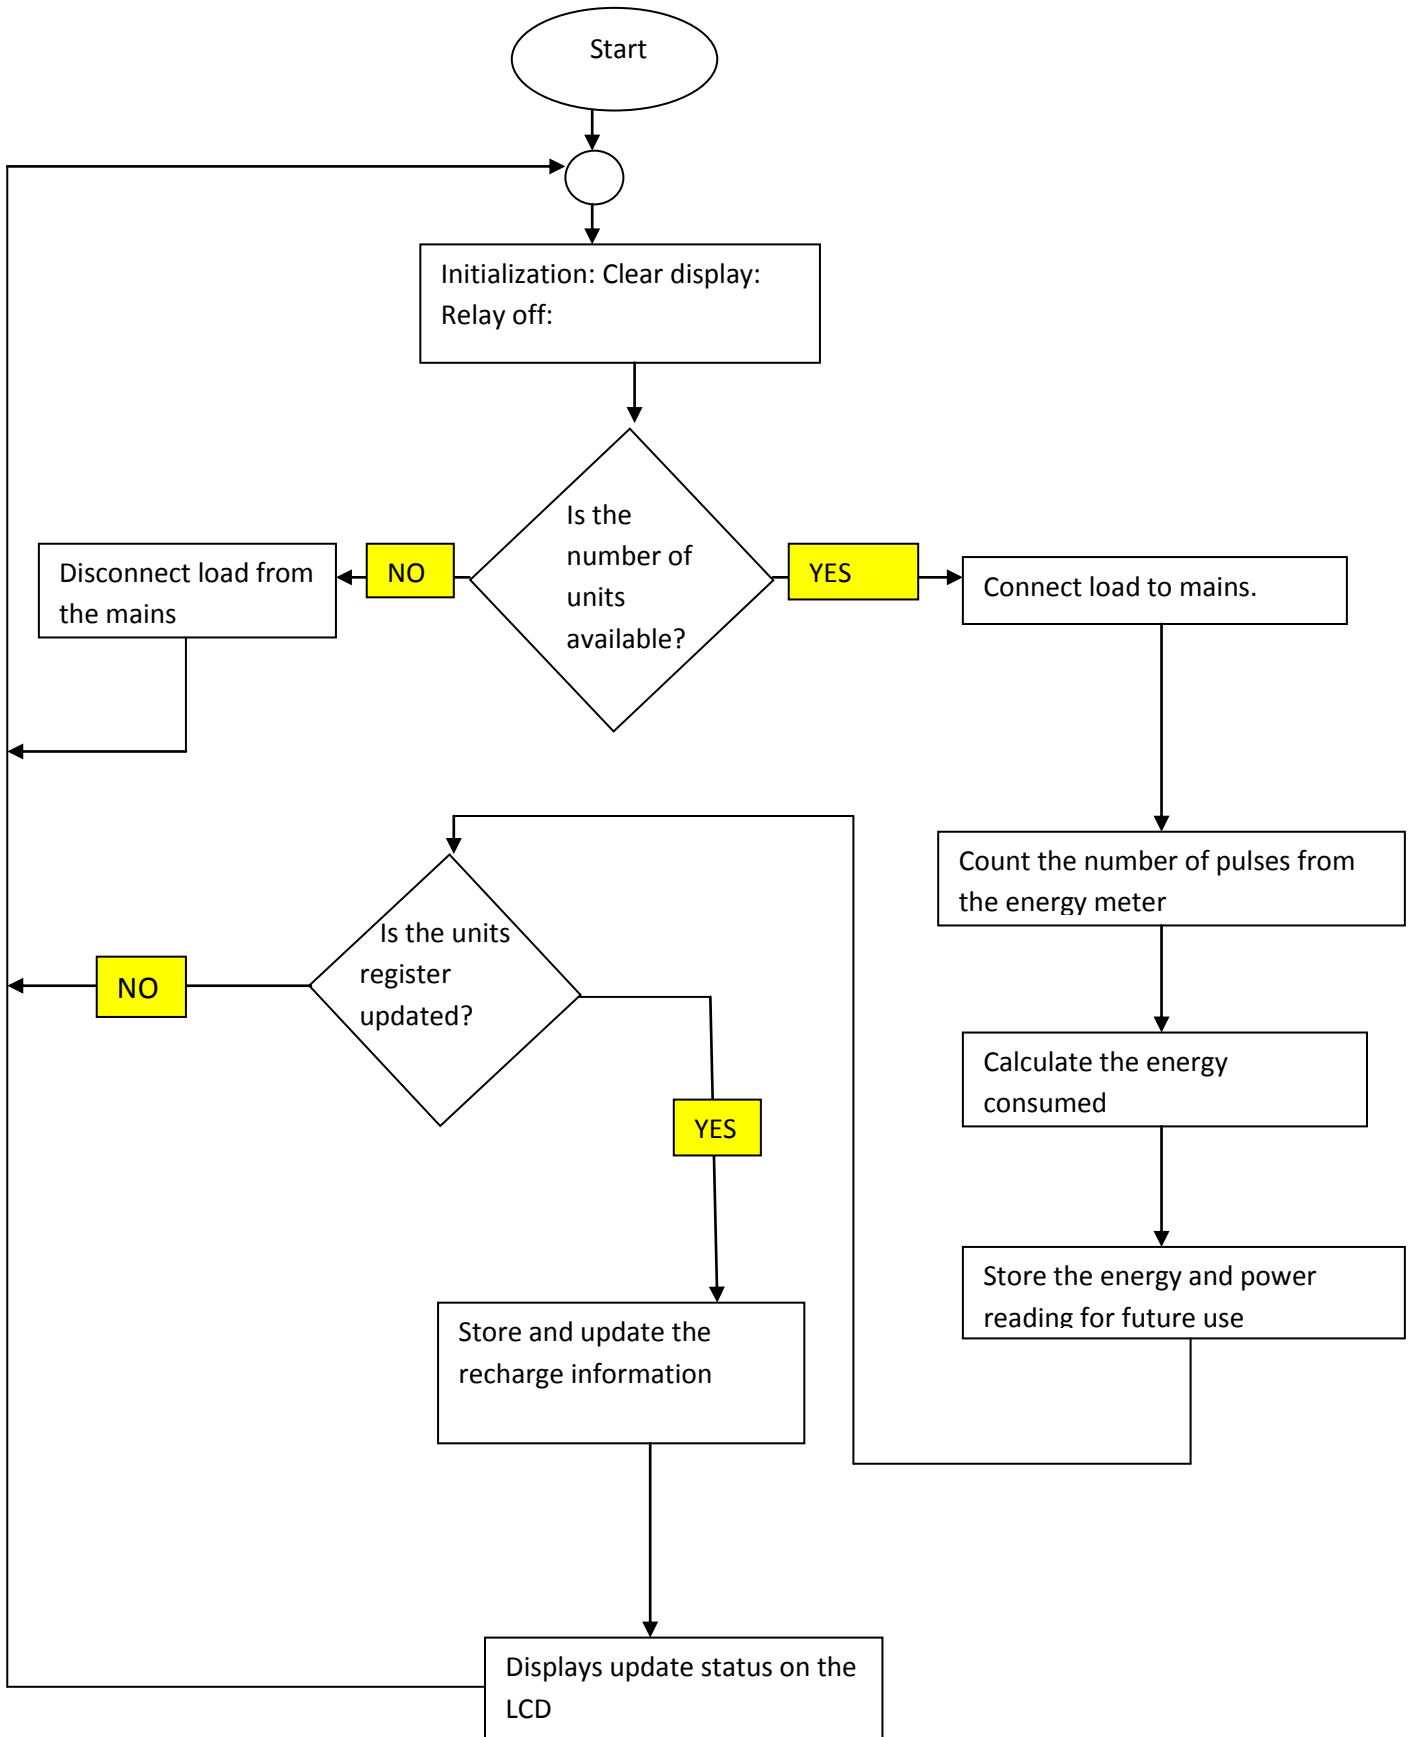 Start
Initialization: Clear display:
Relay off:
Is the
number of
units
available?
NO
YES
Disconnect load from
the mains
Connect load to mains.
Count the number of pulses from
the energy meter
Is the units
register
updated?
NO
YES
Calculate the energy
consumed
Store the energy and power
reading for future use
Store and update the
recharge information
Displays update status on the
LCD